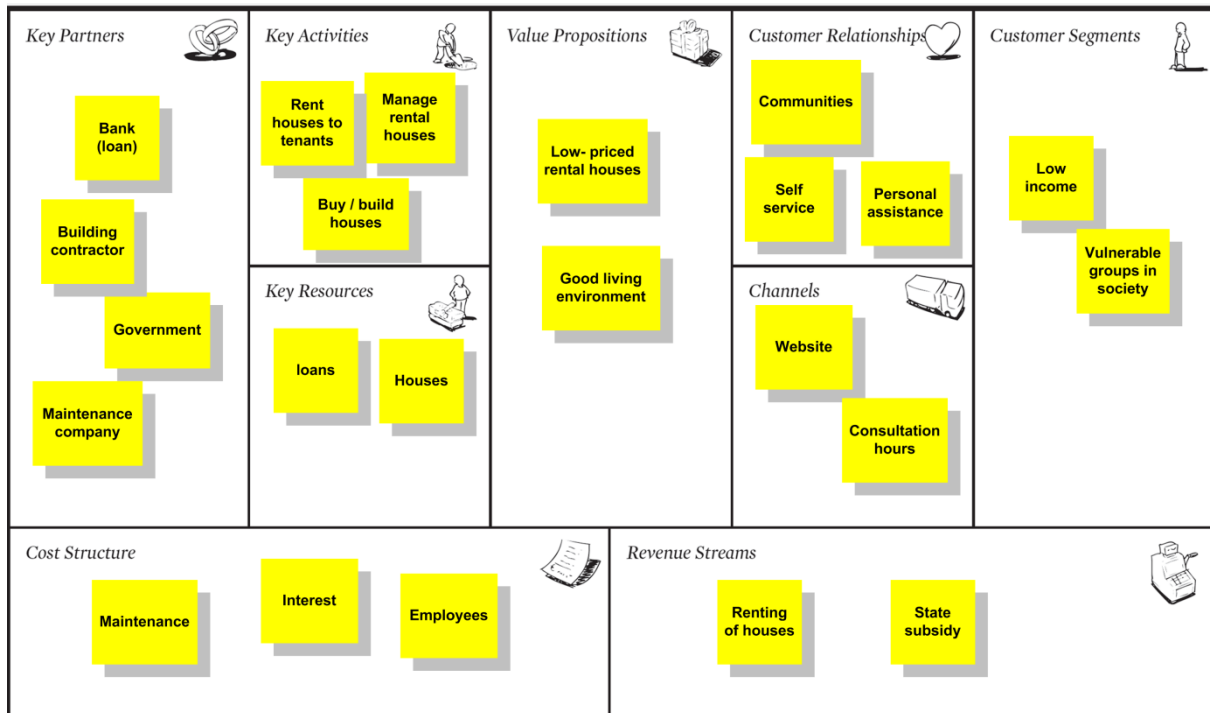 Key Partners
Bank
(loan)
Building
contractor
Government
Maintenance
company
Key Activities
Rent
houses to
tenants
Manage
rental
houses
Buy / build
houses
Key Resources
loans
Houses
Value Propositions
Low- priced
rental houses
Good living
environment
Customer Relationships
Communities
Self
service
Personal
assistance
Channels
Website
Consultation
hours
Customer Segments
Low
income
Vulnerable
groups in
society
Cost Structure
Maintenance
Interest
Employees
Revenue Streams
Renting
of houses
State
subsidy